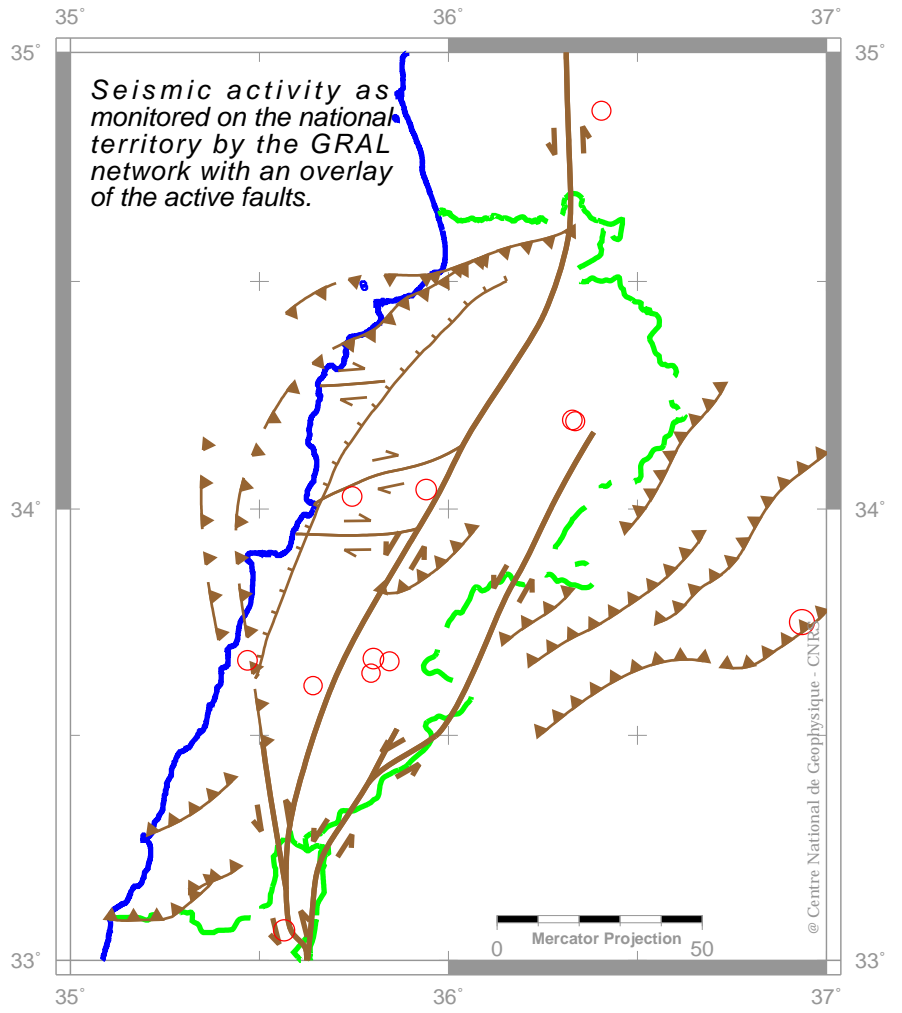 35˚ 36˚ 37˚
35˚ 35˚
Seismic activity as
monitored on the national
territory by the GRAL
network with an overlay
of the active faults.
34˚ 34˚
@ Centre National de Geophysique - CNRS
Mercator Projection
0 50
33˚ 33˚
35˚ 36˚ 37˚